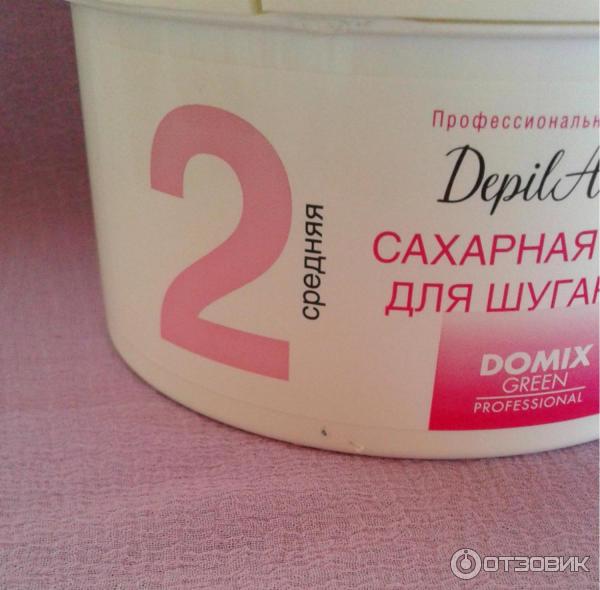 2
средняя
Профессиональн
DepilA
САХАРНАЯ
ДЛЯ ШУГА
DOMIX
GREEN
PROFESSIONAL
ОТЗОВИК